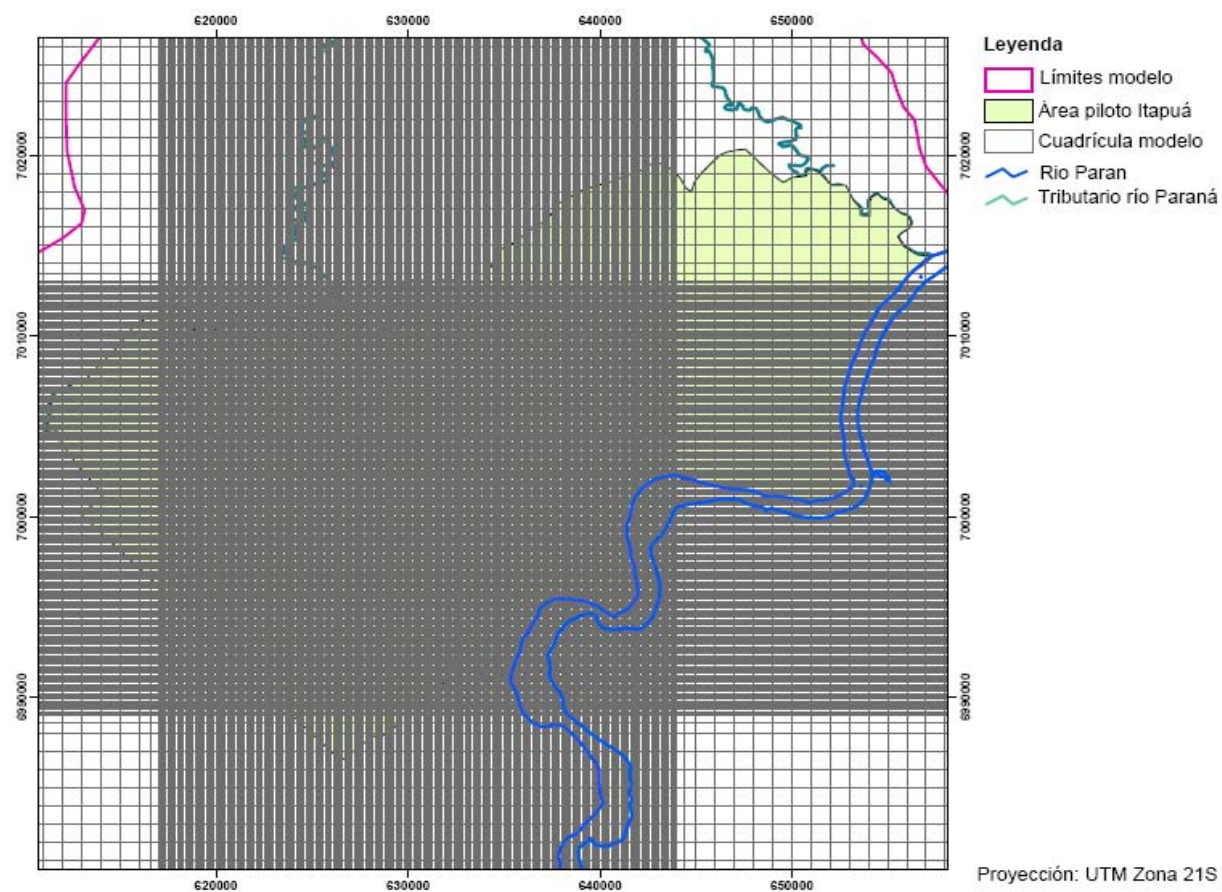 620000 630000 640000 650000
7020000
7010000
7000000
6990000
7020000
7010000
7000000
6990000
620000 630000 640000 650000
Leyenda
Límites modelo
Área piloto Itapuá
Cuadrícula modelo
Rio Paran
Tributario río Paraná
Proyección: UTM Zona 21S